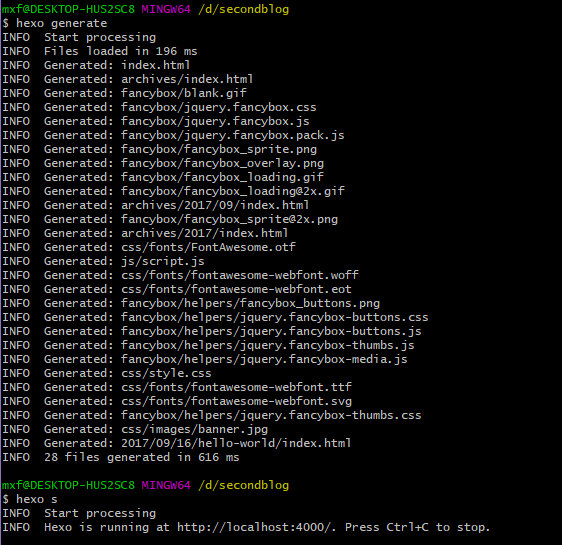 mxf@DESKTOP-HUS2SC8 MINGW64 /d/secondblog
$ hexo generate
INFO  Start processing
INFO  Files loaded in 196 ms
INFO  Generated: index.html
INFO  Generated: archives/index.html
INFO  Generated: fancybox/blank.gif
INFO  Generated: fancybox/jquery.fancybox.css
INFO  Generated: fancybox/jquery.fancybox.js
INFO  Generated: fancybox/jquery.fancybox.pack.js
INFO  Generated: fancybox/fancybox_sprite.png
INFO  Generated: fancybox/fancybox_overlay.png
INFO  Generated: fancybox/fancybox_loading.gif
INFO  Generated: fancybox/fancybox_loading@2x.gif
INFO  Generated: archives/2017/09/index.html
INFO  Generated: fancybox/fancybox_sprite@2x.png
INFO  Generated: archives/2017/index.html
INFO  Generated: css/fonts/FontAwesome.otf
INFO  Generated: js/script.js
INFO  Generated: css/fonts/fontawesome-webfont.woff
INFO  Generated: css/fonts/fontawesome-webfont.eot
INFO  Generated: fancybox/helpers/fancybox_buttons.png
INFO  Generated: fancybox/helpers/jquery.fancybox-buttons.css
INFO  Generated: fancybox/helpers/jquery.fancybox-buttons.js
INFO  Generated: fancybox/helpers/jquery.fancybox-thumbs.js
INFO  Generated: fancybox/helpers/jquery.fancybox-media.js
INFO  Generated: css/style.css
INFO  Generated: css/fonts/fontawesome-webfont.ttf
INFO  Generated: css/fonts/fontawesome-webfont.svg
INFO  Generated: fancybox/helpers/jquery.fancybox-thumbs.css
INFO  Generated: css/images/banner.jpg
INFO  Generated: 2017/09/16/hello-world/index.html
INFO  28 files generated in 616 ms
mxf@DESKTOP-HUS2SC8 MINGW64 /d/secondblog
$ hexo s
INFO  Start processing
INFO  Hexo is running at http://localhost:4000/. Press Ctrl+C to stop.